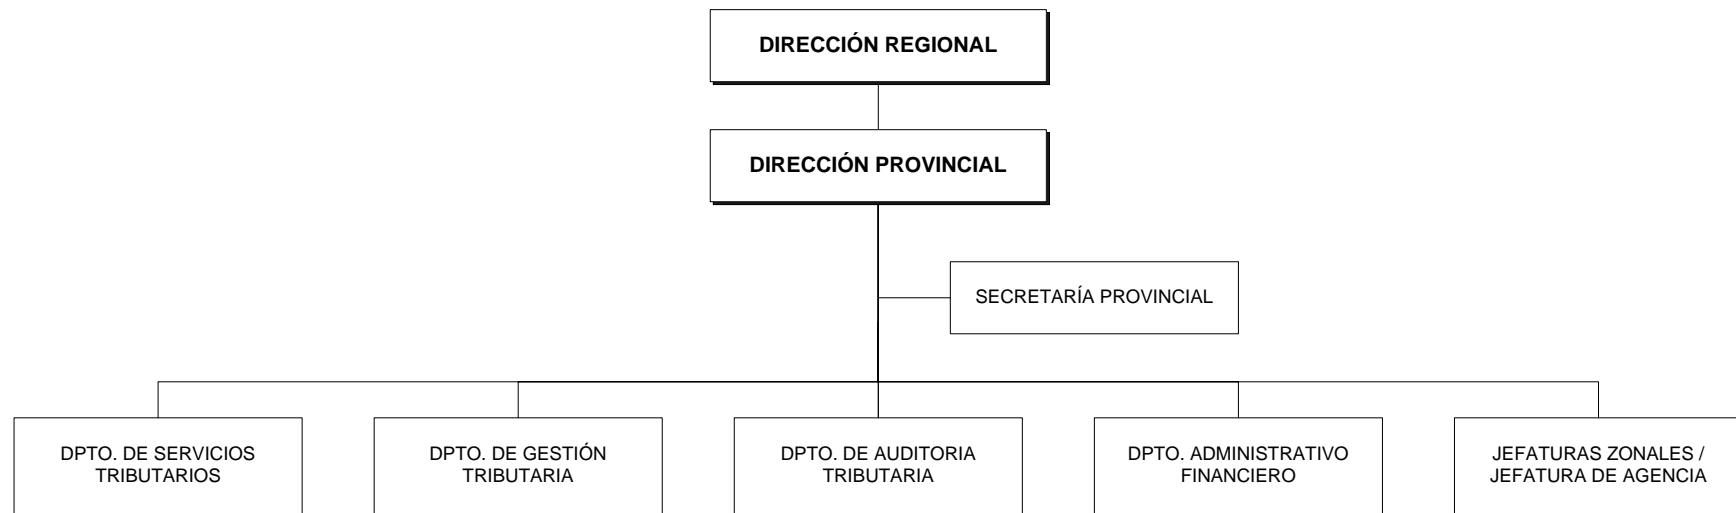 DIRECCIÓN REGIONAL
DIRECCIÓN PROVINCIAL
SECRETARÍA PROVINCIAL
DPTO. DE SERVICIOS
TRIBUTARIOS
DPTO. DE GESTIÓN
TRIBUTARIA
DPTO. DE AUDITORIA
TRIBUTARIA
DPTO. ADMINISTRATIVO
FINANCIERO
JEFATURAS ZONALES /
JEFATURA DE AGENCIA